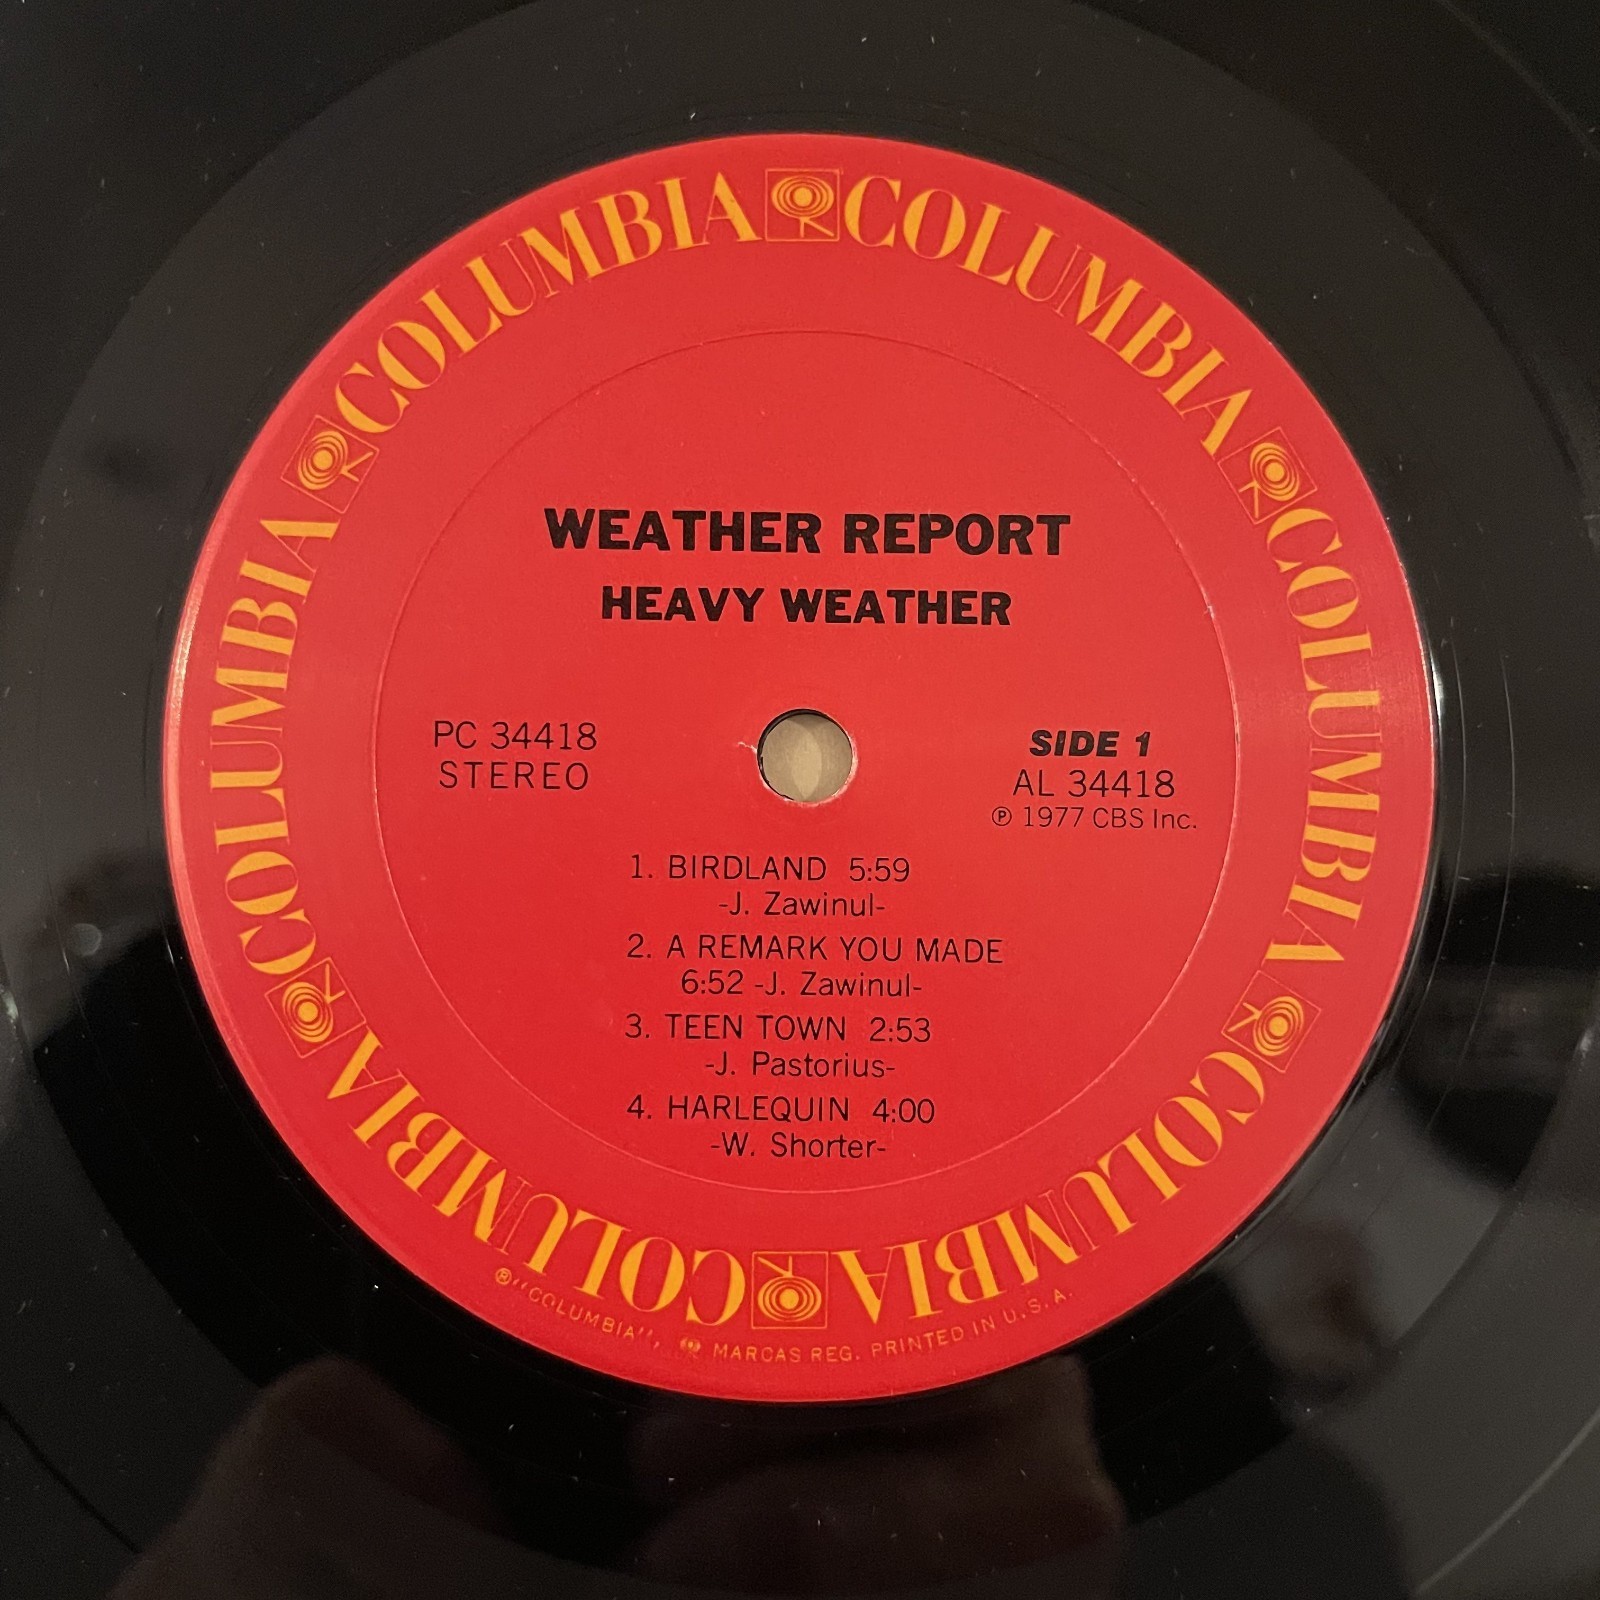 COLUMBIA COLUMBIA COLUMBIA COLUMBIA COLUMBIA COLUMBIA
WEATHER REPORT
HEAVY WEATHER
PC 34418
STEREO
SIDE 1
AL 34418
℗ 1977 CBS Inc.
1. BIRDLAND 5:59
-J. Zawinul-
2. A REMARK YOU MADE
6:52 -J. Zawinul-
3. TEEN TOWN 2:53
-J. Pastorius-
4. HARLEQUIN 4:00
-W. Shorter-
®"COLUMBIA", MARCAS REG. PRINTED IN U.S.A.